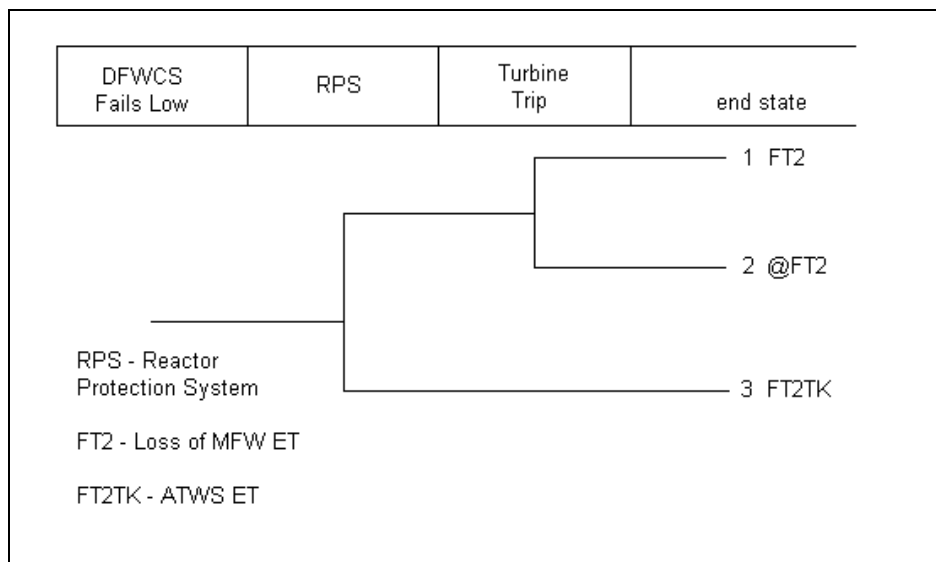 DFWCS
Fails Low
RPS
Turbine
Trip
end state
1 FT2
2 @FT2
3 FT2TK
RPS - Reactor
Protection System
FT2 - Loss of MFW ET
FT2TK - ATWS ET